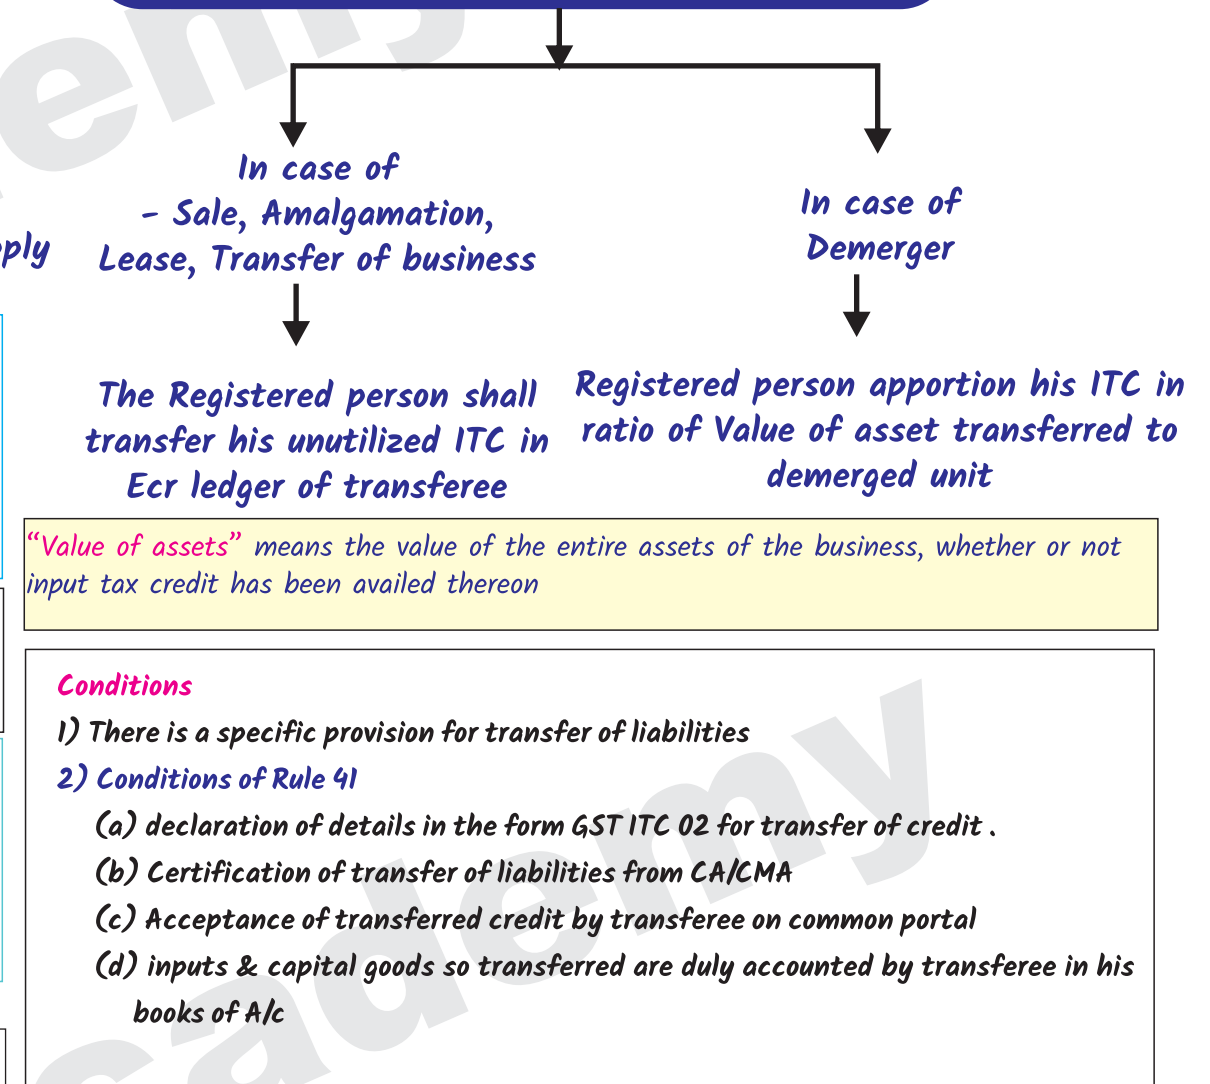 In case of
- Sale, Amalgamation,
Lease, Transfer of business
In case of
Demerger
The Registered person shall
transfer his unutilized ITC in
Ecr ledger of transferee
Registered person apportion his ITC in
ratio of Value of asset transferred to
demerged unit
“Value of assets” means the value of the entire assets of the business, whether or not
input tax credit has been availed thereon
Conditions
1) There is a specific provision for transfer of liabilities
2) Conditions of Rule 41
(a) declaration of details in the form GST ITC 02 for transfer of credit .
(b) Certification of transfer of liabilities from CA/CMA
(c) Acceptance of transferred credit by transferee on common portal
(d) inputs & capital goods so transferred are duly accounted by transferee in his
books of A/c